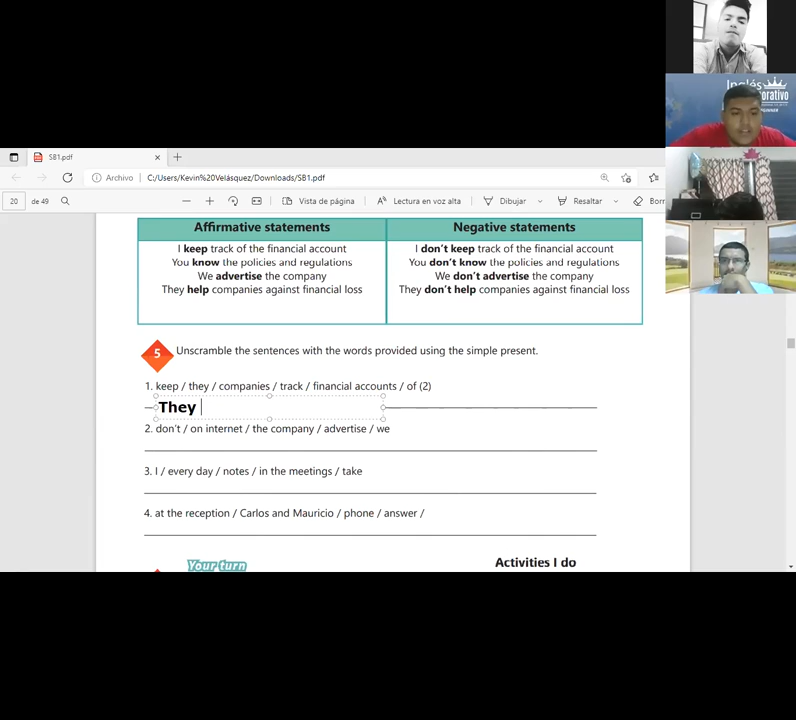 Inglés
orativo
SB1.pdf
Archivo C:/Users/Kevin%20Velásquez/Downloads/SB1.pdf
20 de 49 Vista de página Lectura en voz alta Dibujar Resaltar Borr
Affirmative statements
I keep track of the financial account
You know the policies and regulations
We advertise the company
They help companies against financial loss
Negative statements
I don't keep track of the financial account
You don't know the policies and regulations
We don't advertise the company
They don't help companies against financial loss
5 Unscramble the sentences with the words provided using the simple present.
1. keep / they / companies / track / financial accounts / of (2)
They
2. don't / on internet / the company / advertise / we
3. I / every day / notes / in the meetings / take
4. at the reception / Carlos and Mauricio / phone / answer /
Your turn
Activities I do